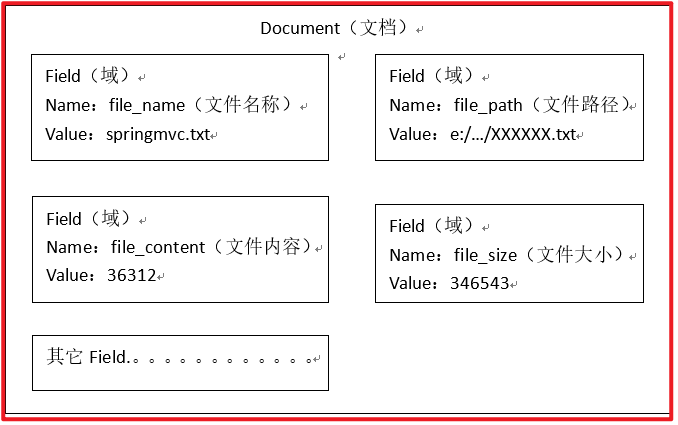 Document（文档）
Field（域）
Name：file_name（文件名称）
Value：springmvc.txt
Field（域）
Name：file_path（文件路径）
Value：e:/.../XXXXXX.txt
Field（域）
Name：file_content（文件内容）
Value：36312
Field（域）
Name：file_size（文件大小）
Value：346543
其它 Field.。。。。。。。。。。。。